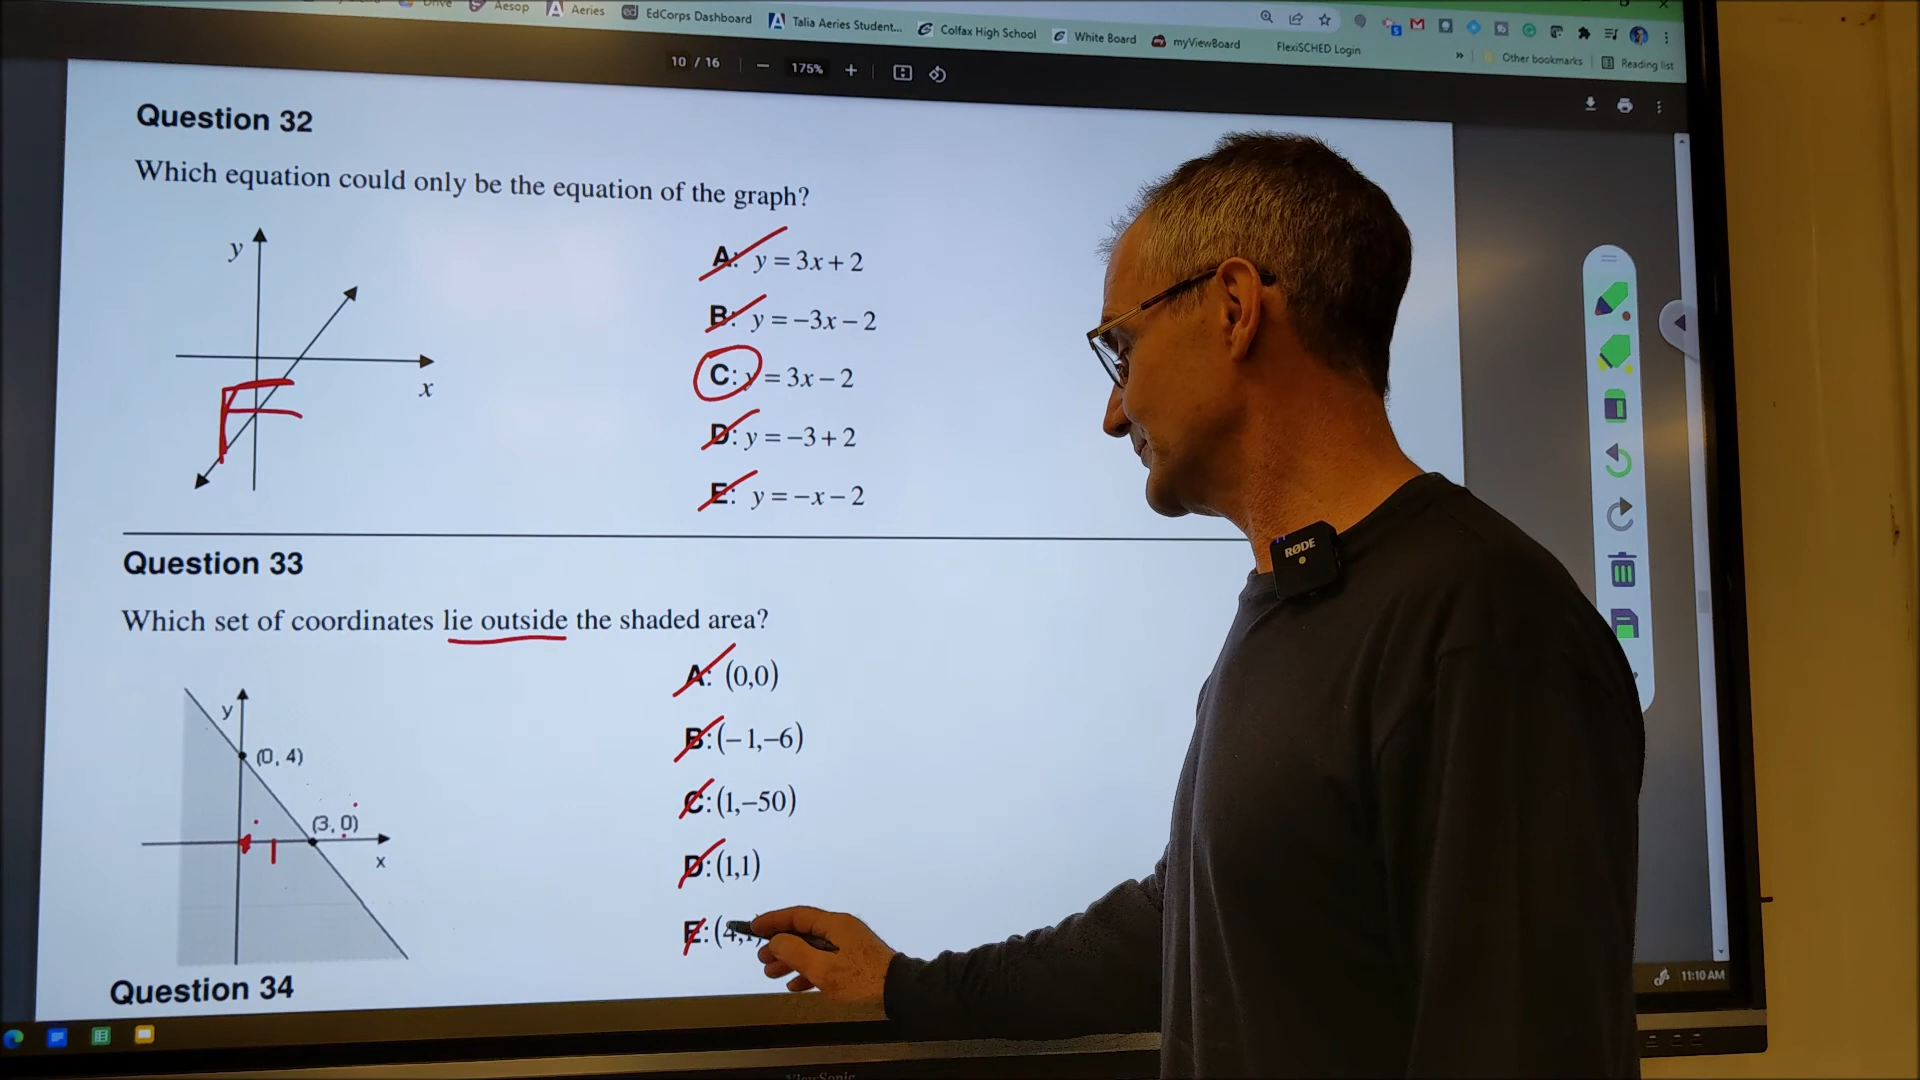 Drive Aesop Aeries EdCorps Dashboard Talia Aeries Student... Colfax High School White Board myViewBoard FlexiSCHED Login » Other bookmarks Reading list
10 / 16 175%
Question 32
Which equation could only be the equation of the graph?
y
x
A: y = 3x + 2
B: y = −3x − 2
C: y = 3x − 2
D: y = −3 + 2
E: y = −x − 2
Question 33
Which set of coordinates lie outside the shaded area?
y
(0, 4)
(3, 0)
x
A: (0,0)
B: (−1,−6)
C: (1,−50)
D: (1,1)
E: (4,1)
Question 34
RØDE
11:10 AM
ViewSonic